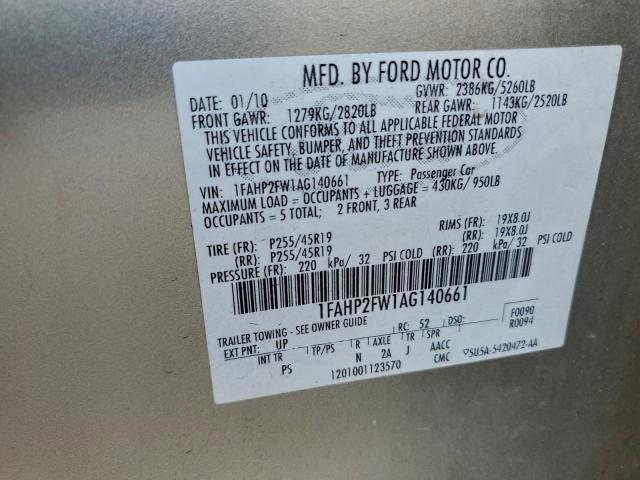 MFD. BY FORD MOTOR CO.
DATE: 01/10 GVWR: 2386KG/5260LB
FRONT GAWR: 1279KG/2820LB REAR GAWR: 1143KG/2520LB
THIS VEHICLE CONFORMS TO ALL APPLICABLE FEDERAL MOTOR
VEHICLE SAFETY, BUMPER, AND THEFT PREVENTION STANDARDS
IN EFFECT ON THE DATE OF MANUFACTURE SHOWN ABOVE.
VIN: 1FAHP2FW1AG140661 TYPE: Passenger Car
MAXIMUM LOAD = OCCUPANTS + LUGGAGE = 430KG/ 950LB
OCCUPANTS = 5 TOTAL; 2 FRONT, 3 REAR
TIRE (FR): P255/45R19 RIMS (FR): 19X8.0J
(RR): P255/45R19 (RR): 19X8.0J
PRESSURE (FR): 220 kPa/ 32 PSI COLD (RR): 220 kPa/ 32 PSI COLD
1FAHP2FW1AG140661
TRAILER TOWING - SEE OWNER GUIDE F0090
RC: 52 DSO: R0094
EXT PNT: UP R AXLE TR SPR
INT TR TP/PS N 2A J AACC
PS CMC
1201001123570 5U5A-5420472-AA